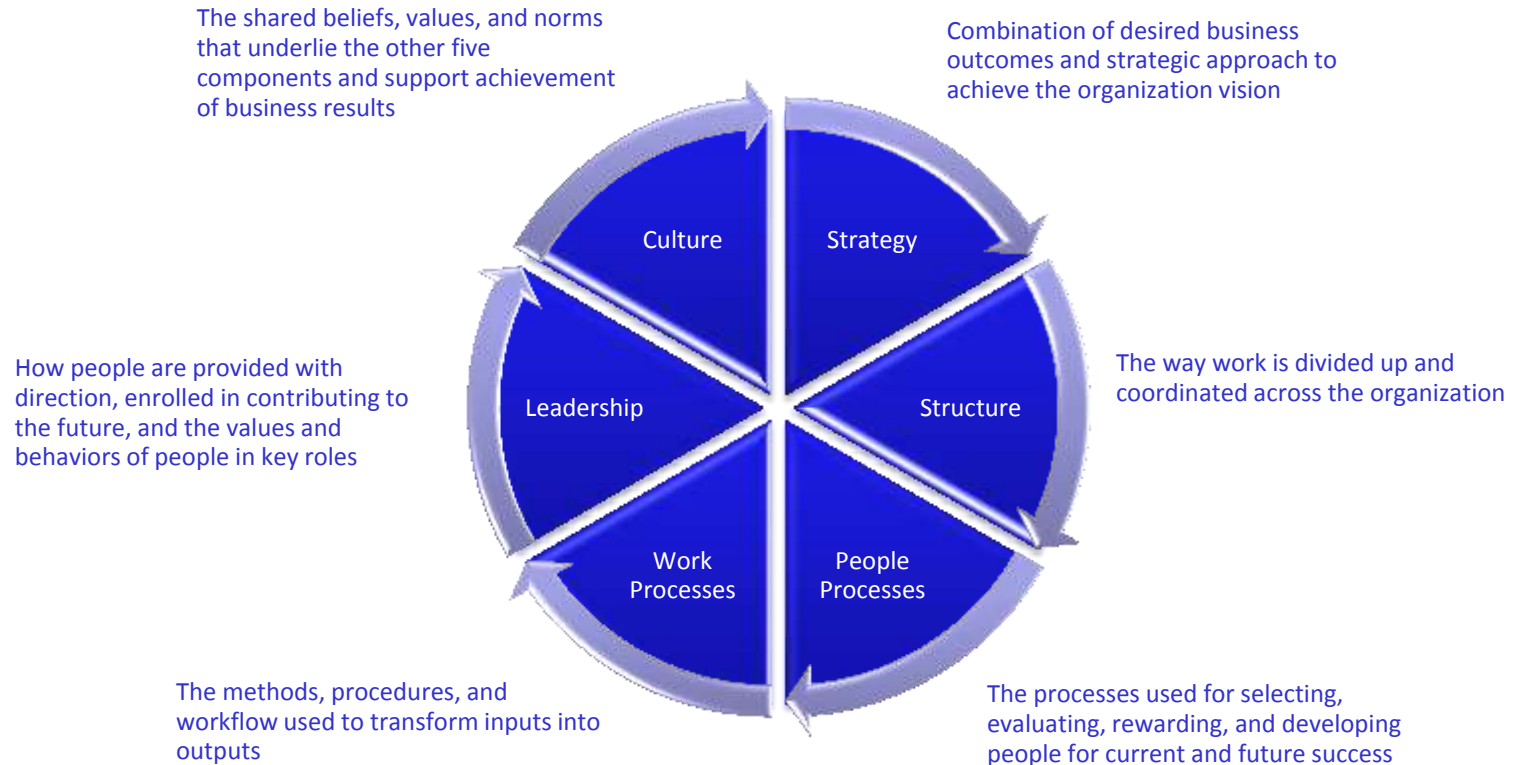 The shared beliefs, values, and norms
that underlie the other five
components and support achievement
of business results
Combination of desired business
outcomes and strategic approach to
achieve the organization vision
Culture
Strategy
How people are provided with
direction, enrolled in contributing to
the future, and the values and
behaviors of people in key roles
Leadership
Structure
The way work is divided up and
coordinated across the organization
Work
Processes
People
Processes
The methods, procedures, and
workflow used to transform inputs into
outputs
The processes used for selecting,
evaluating, rewarding, and developing
people for current and future success